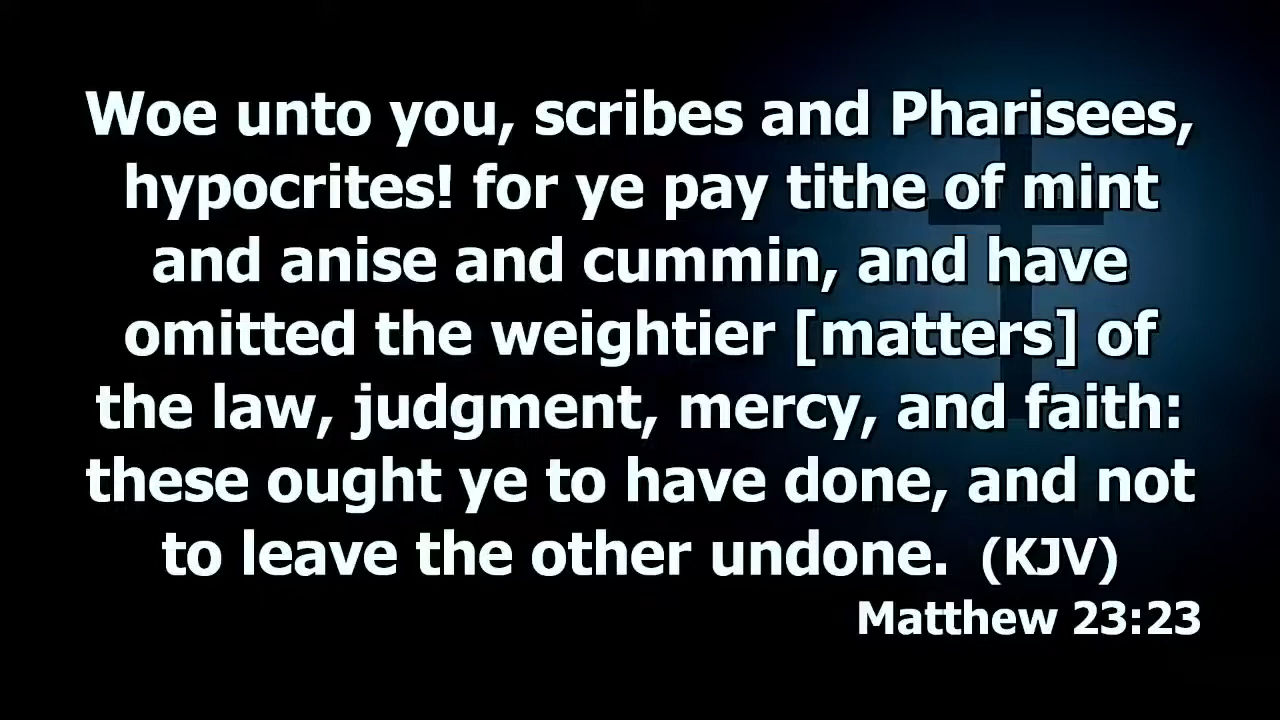 Woe unto you, scribes and Pharisees,
hypocrites! for ye pay tithe of mint
and anise and cummin, and have
omitted the weightier [matters] of
the law, judgment, mercy, and faith:
these ought ye to have done, and not
to leave the other undone. (KJV)
Matthew 23:23